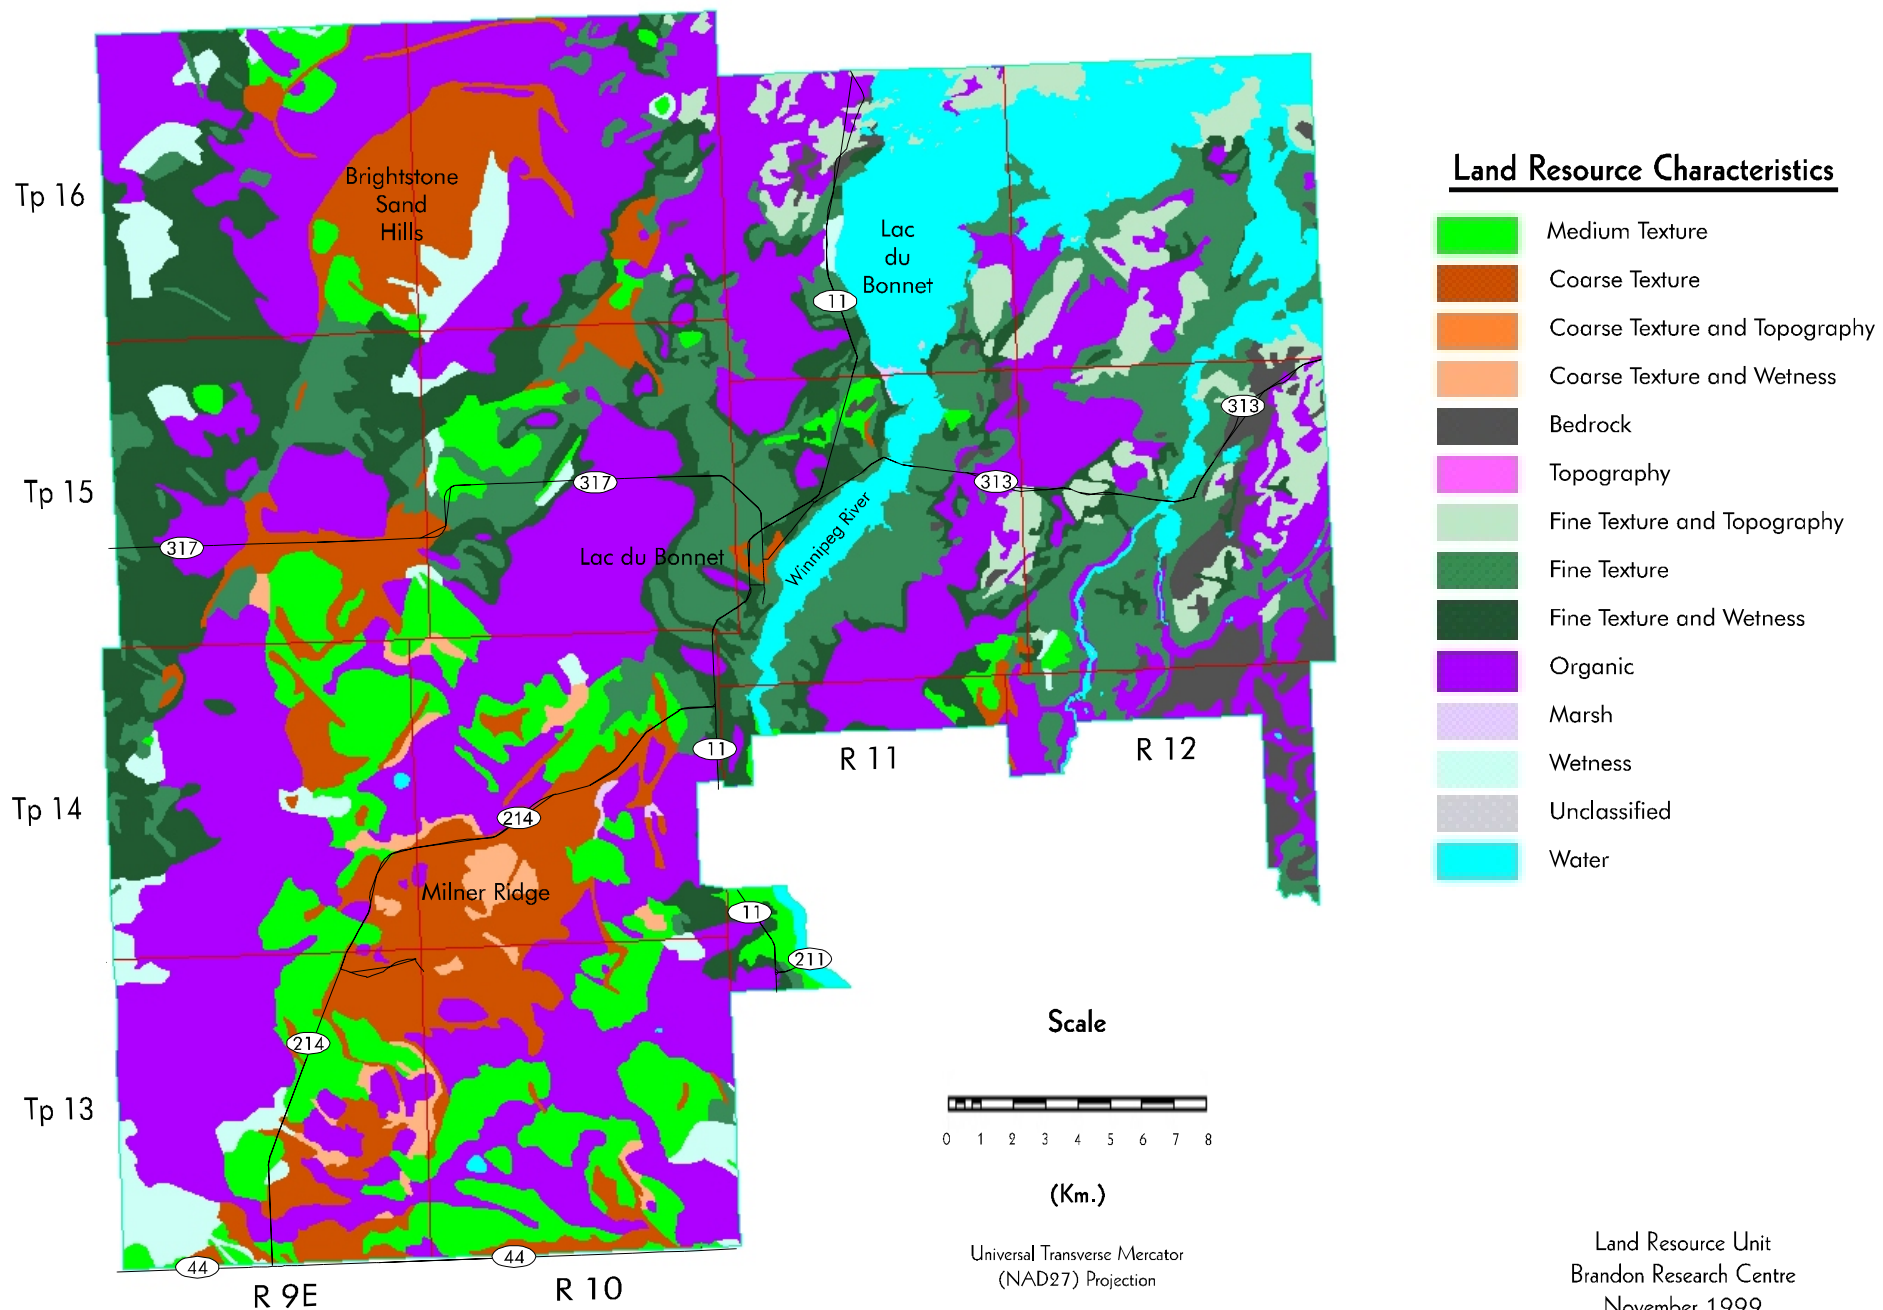 Tp 16
Tp 15
Tp 14
Tp 13
Brightstone
Sand
Hills
Lac
du
Bonnet
11
313
313
317
317
Lac du Bonnet
Winnipeg River
11
R 11
R 12
214
Milner Ridge
11
211
214
44
44
R 9E
R 10
Land Resource Characteristics
Medium Texture
Coarse Texture
Coarse Texture and Topography
Coarse Texture and Wetness
Bedrock
Topography
Fine Texture and Topography
Fine Texture
Fine Texture and Wetness
Organic
Marsh
Wetness
Unclassified
Water
Scale
0 1 2 3 4 5 6 7 8
(Km.)
Universal Transverse Mercator
(NAD27) Projection
Land Resource Unit
Brandon Research Centre
November 1999